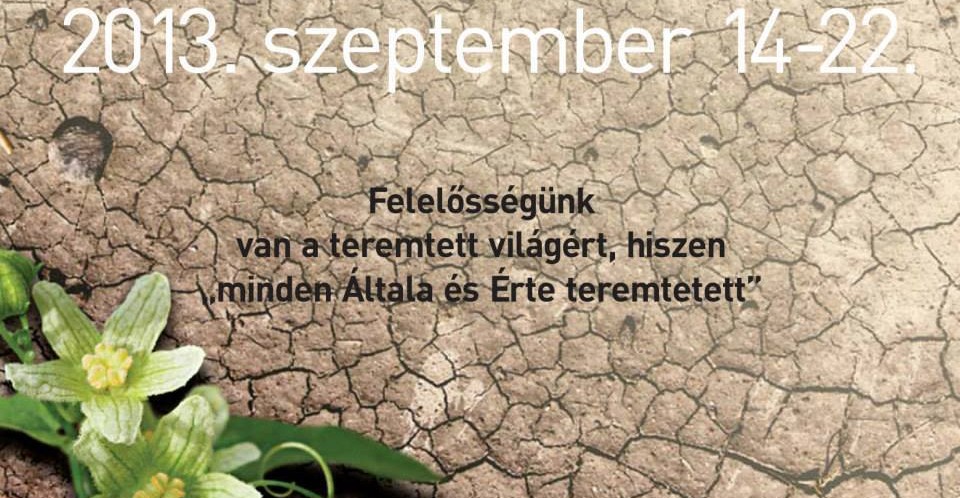 2013. szeptember 14-22.
Felelősségünk
van a teremtett világért, hiszen
„minden Általa és Érte teremtetett”